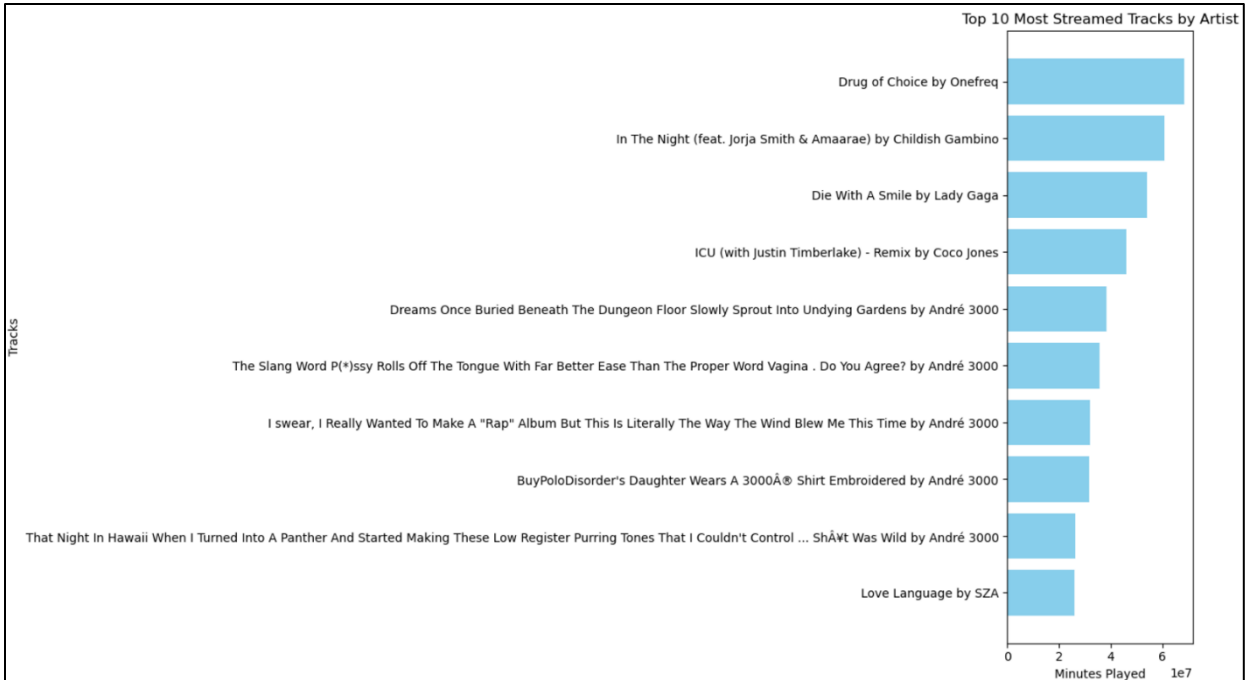 Top 10 Most Streamed Tracks by Artist
Drug of Choice by Onefreq
In The Night (feat. Jorja Smith & Amaarae) by Childish Gambino
Die With A Smile by Lady Gaga
ICU (with Justin Timberlake) - Remix by Coco Jones
Dreams Once Buried Beneath The Dungeon Floor Slowly Sprout Into Undying Gardens by André 3000
Tracks
The Slang Word P(*)ssy Rolls Off The Tongue With Far Better Ease Than The Proper Word Vagina . Do You Agree? by André 3000
I swear, I Really Wanted To Make A "Rap" Album But This Is Literally The Way The Wind Blew Me This Time by André 3000
BuyPoloDisorder's Daughter Wears A 3000Â® Shirt Embroidered by André 3000
That Night In Hawaii When I Turned Into A Panther And Started Making These Low Register Purring Tones That I Couldn't Control ... ShÂ¥t Was Wild by André 3000
Love Language by SZA
0 2 4 6
Minutes Played 1e7